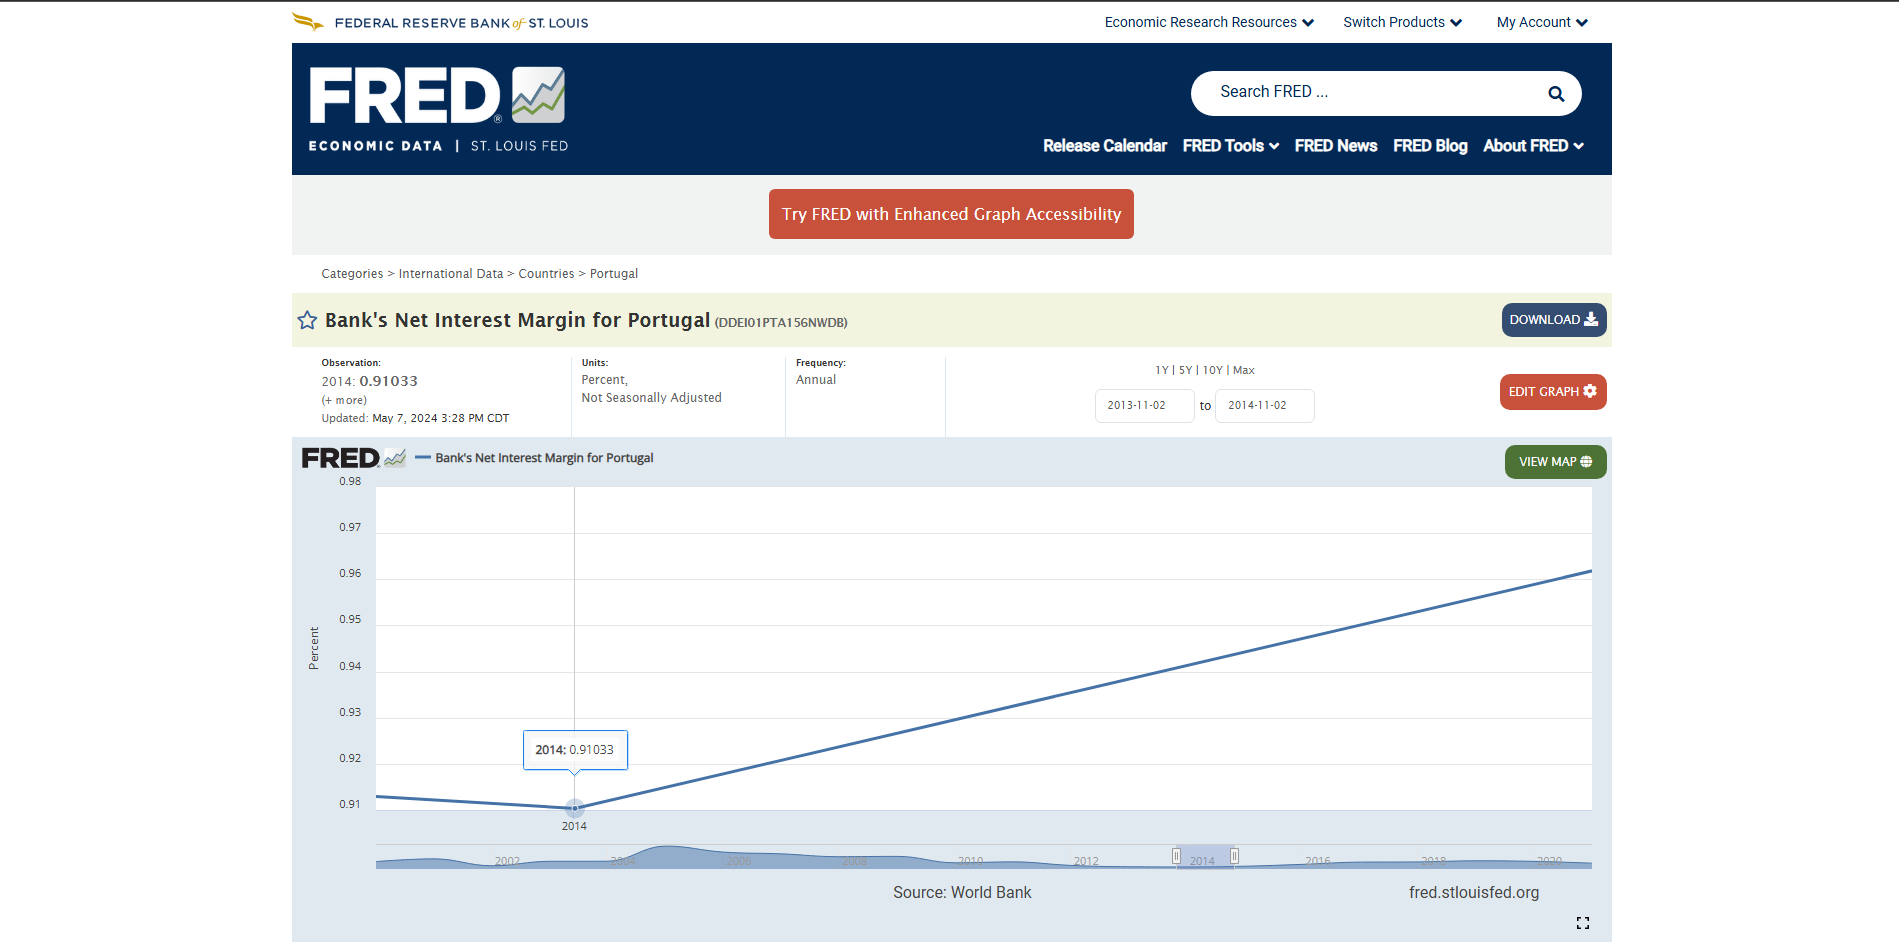 FEDERAL RESERVE BANK of ST. LOUIS
Economic Research Resources
Switch Products
My Account
FRED®
ECONOMIC DATA | ST. LOUIS FED
Search FRED ...
Release Calendar
FRED Tools
FRED News
FRED Blog
About FRED
Try FRED with Enhanced Graph Accessibility
Categories > International Data > Countries > Portugal
Bank's Net Interest Margin for Portugal (DDEI01PTA156NWDB)
DOWNLOAD
Observation:
2014: 0.91033
(+ more)
Updated: May 7, 2024 3:28 PM CDT
Units:
Percent,
Not Seasonally Adjusted
Frequency:
Annual
1Y | 5Y | 10Y | Max
2013-11-02 to 2014-11-02
EDIT GRAPH
FRED
Bank's Net Interest Margin for Portugal
VIEW MAP
0.98
0.97
0.96
0.95
0.94
0.93
0.92
0.91
Percent
2014: 0.91033
2014
2002
2004
2006
2008
2010
2012
2014
2016
2018
2020
Source: World Bank
fred.stlouisfed.org